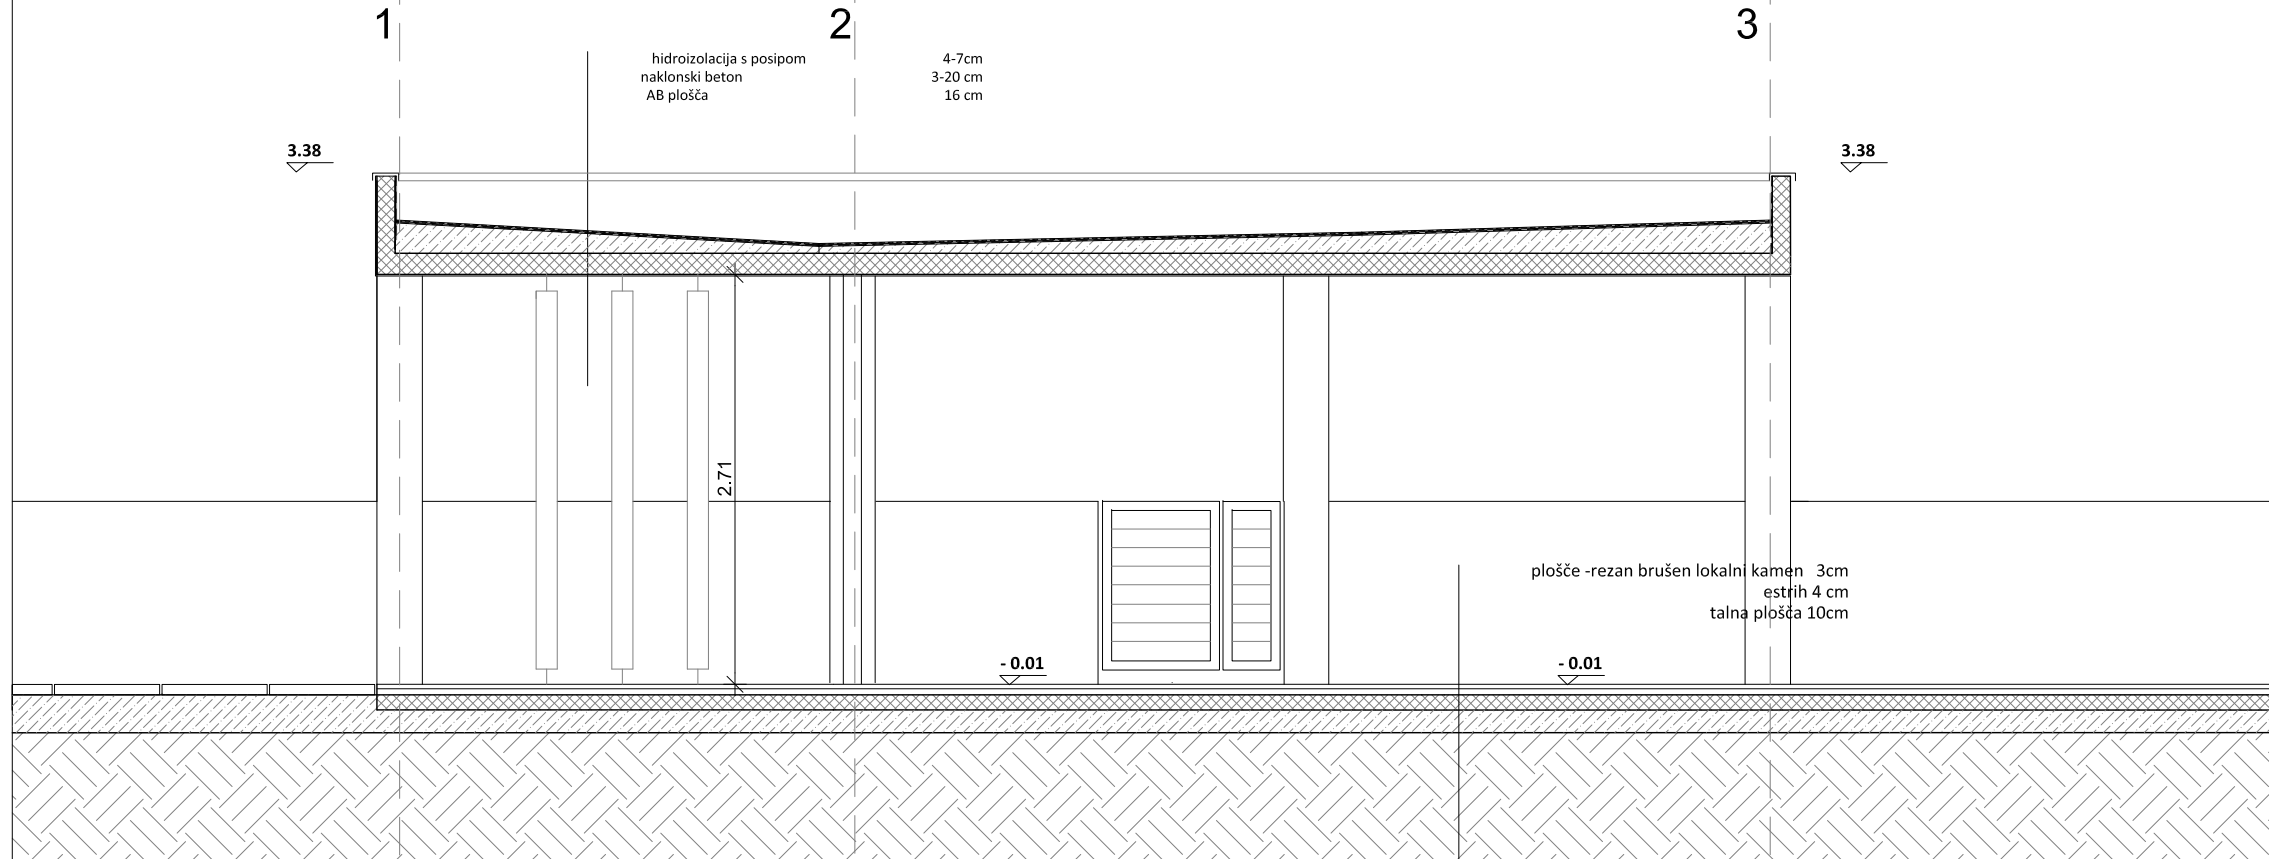 1 2 3
hidroizolacija s posipom 4-7cm
naklonski beton 3-20 cm
AB plošča 16 cm
3.38 3.38
2.71
plošče -rezan brušen lokalni kamen 3cm
estrih 4 cm
talna plošča 10cm
- 0.01 - 0.01